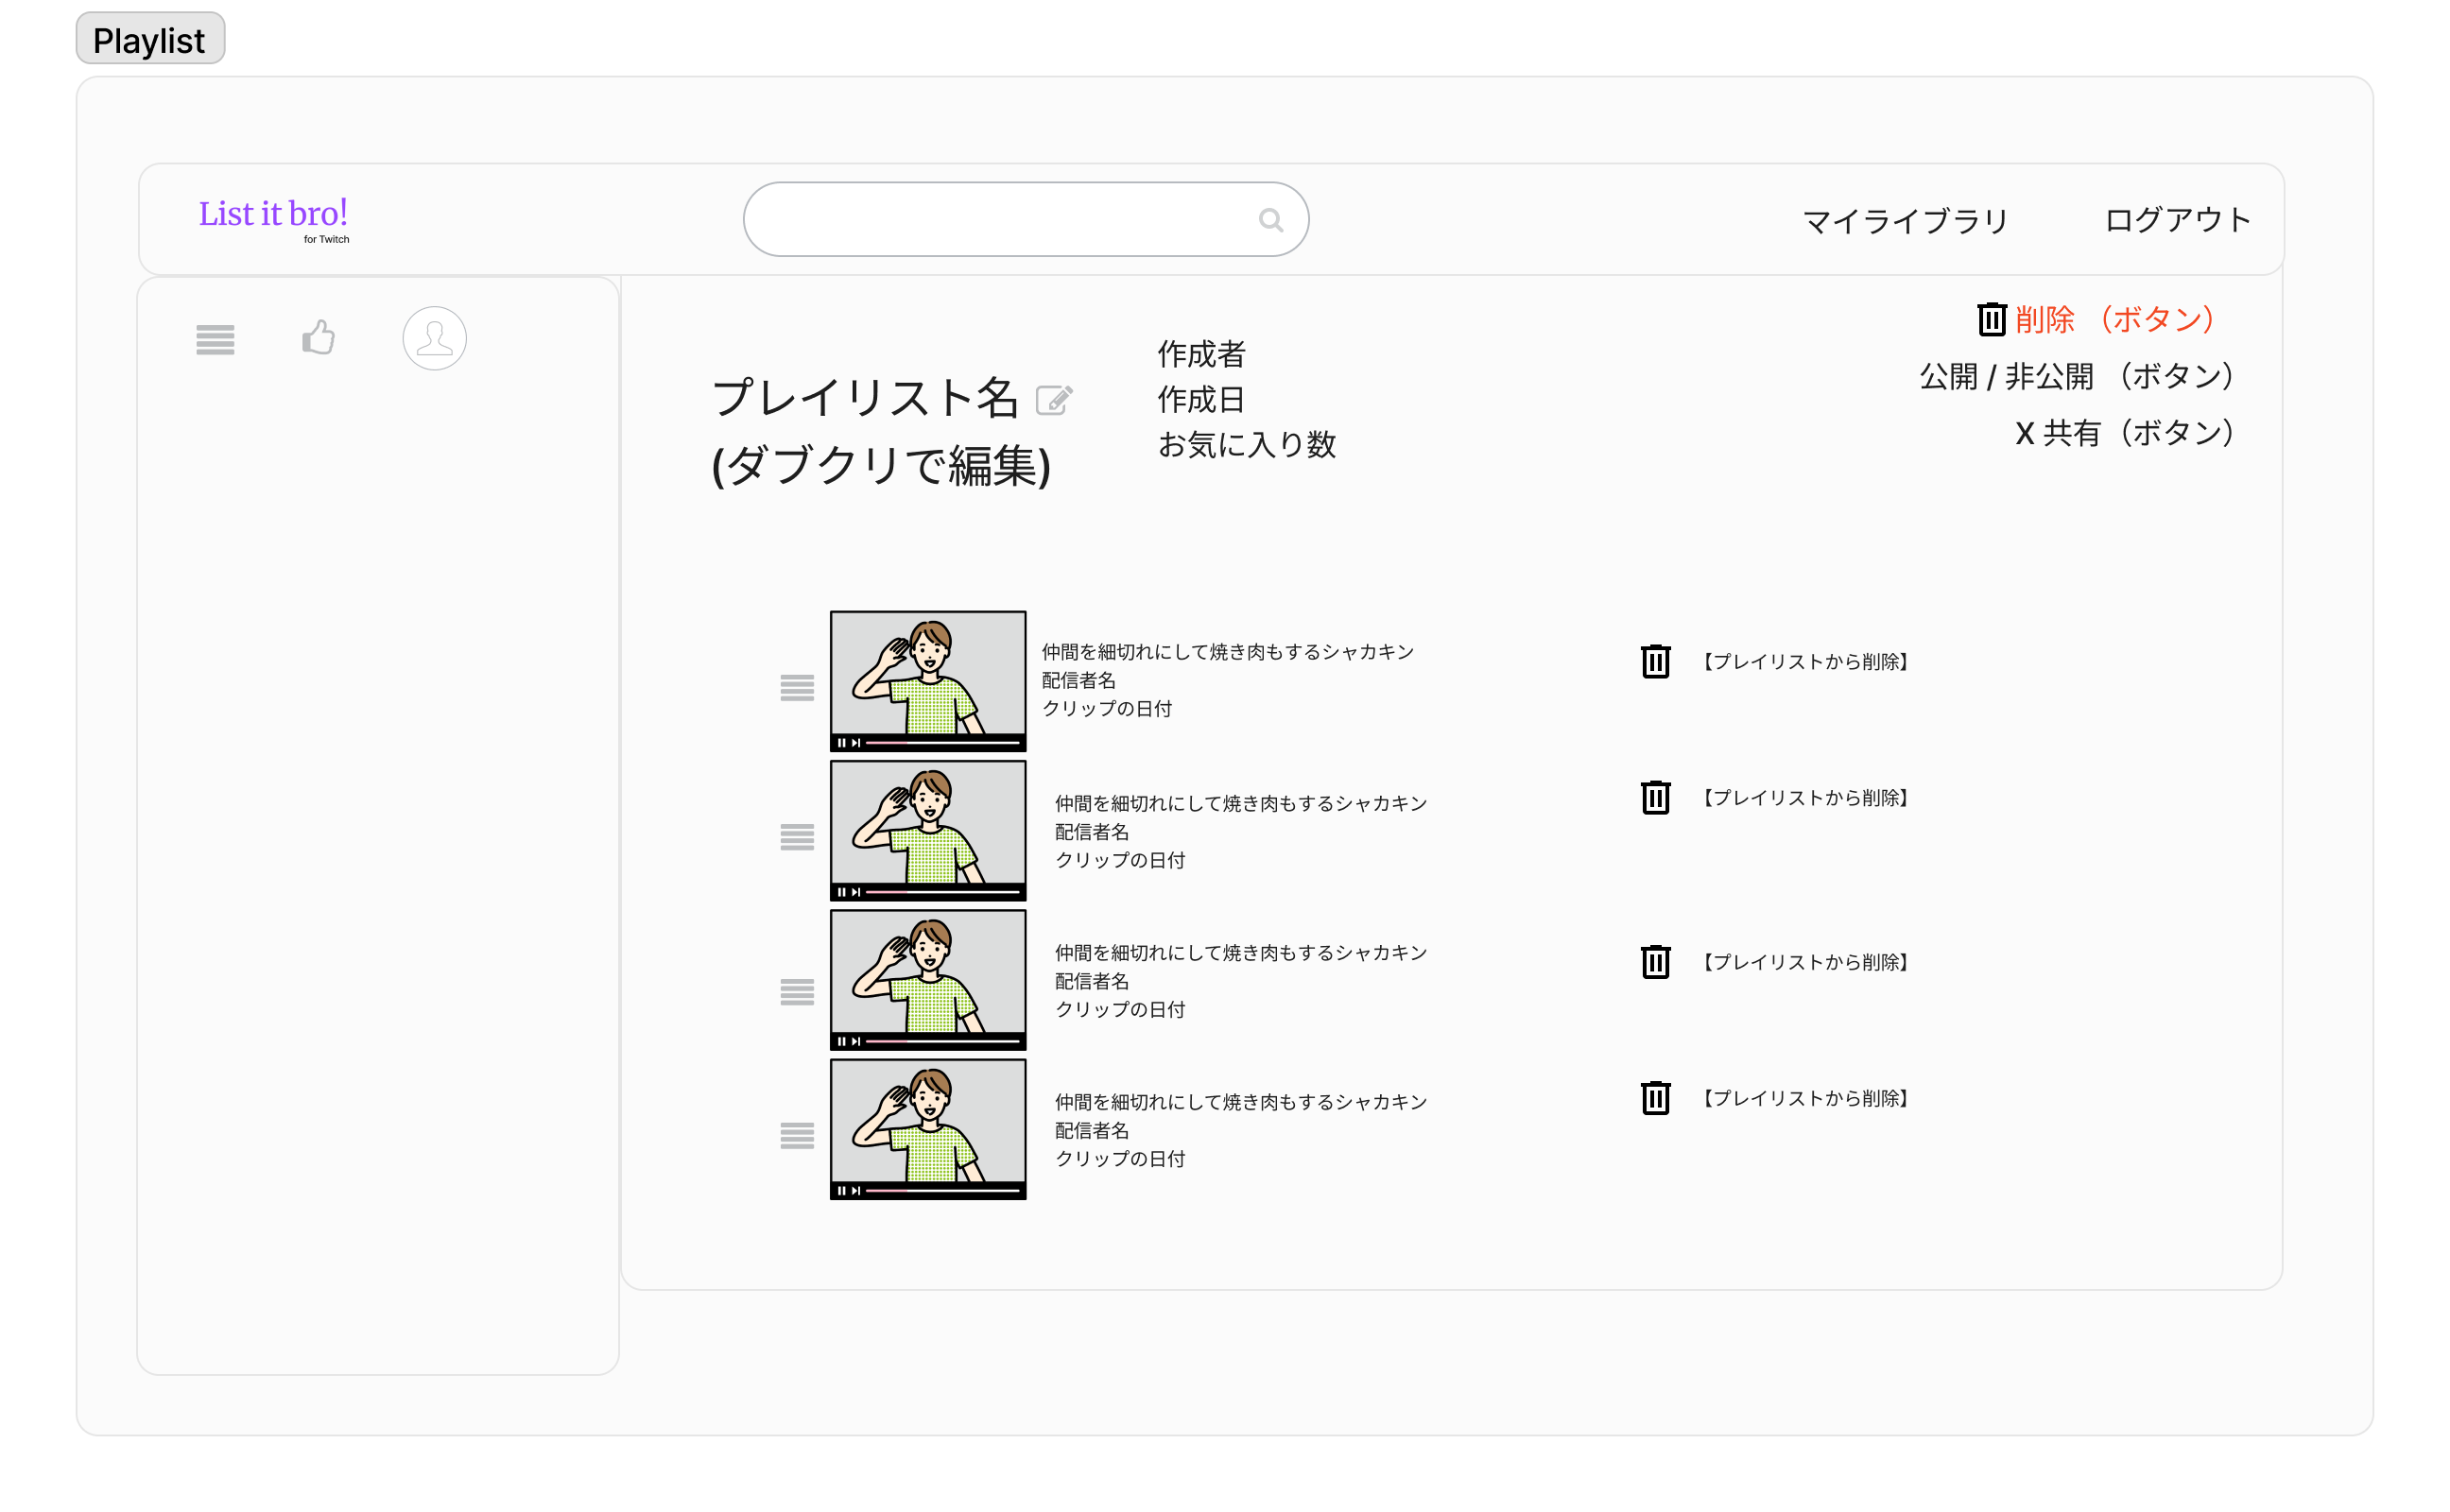 Playlist
List it bro!
for Twitch
マイライブラリ
ログアウト
削除 （ボタン）
公開 / 非公開 （ボタン）
X 共有（ボタン）
プレイリスト名
(ダブクリで編集)
作成者
作成日
お気に入り数
仲間を細切れにして焼き肉もするシャカキン
配信者名
クリップの日付
【プレイリストから削除】
仲間を細切れにして焼き肉もするシャカキン
配信者名
クリップの日付
【プレイリストから削除】
仲間を細切れにして焼き肉もするシャカキン
配信者名
クリップの日付
【プレイリストから削除】
仲間を細切れにして焼き肉もするシャカキン
配信者名
クリップの日付
【プレイリストから削除】